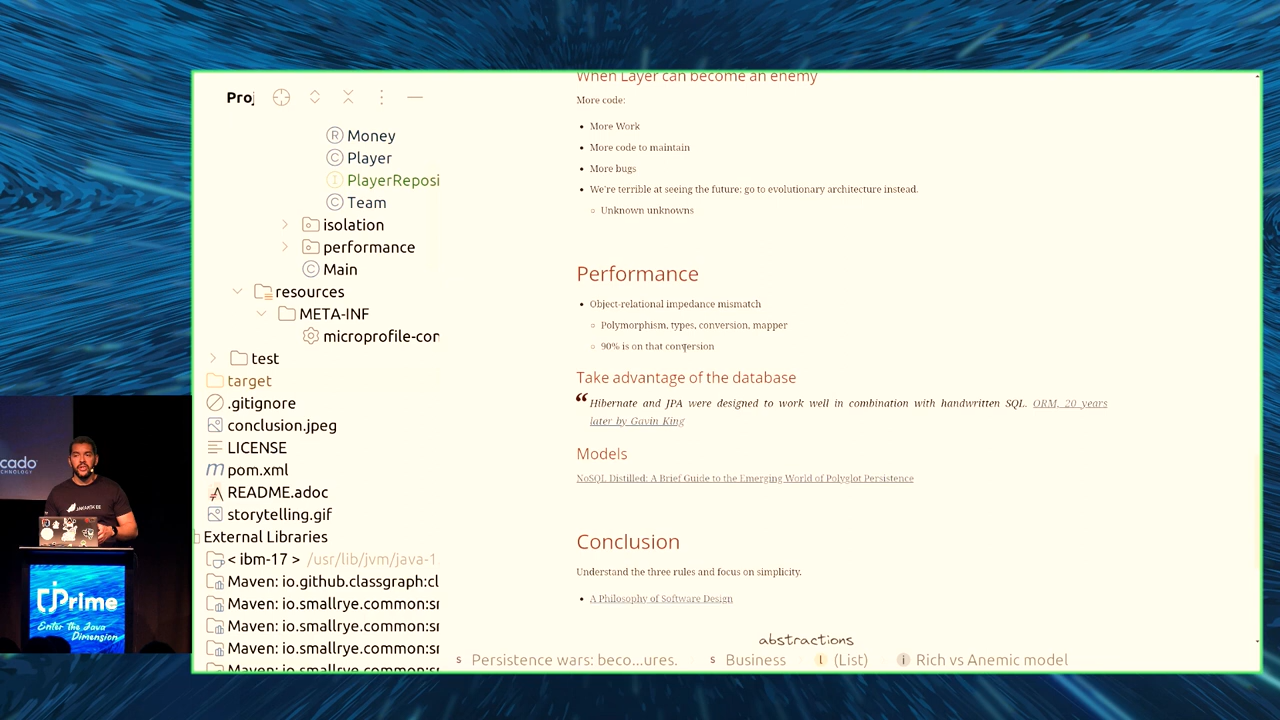 Proj
Money
Player
PlayerReposi
Team
isolation
performance
Main
resources
META-INF
microprofile-con
test
target
.gitignore
conclusion.jpeg
LICENSE
pom.xml
README.adoc
storytelling.gif
External Libraries
< ibm-17 > /usr/lib/jvm/java-1
Maven: io.github.classgraph:cl
Maven: io.smallrye.common:sr
Maven: io.smallrye.common:sr
Maven: io.smallrye.common:sr
When Layer can become an enemy
More code:
More Work
More code to maintain
More bugs
We're terrible at seeing the future: go to evolutionary architecture instead.
Unknown unknowns
Performance
Object-relational impedance mismatch
Polymorphism, types, conversion, mapper
90% is on that conversion
Take advantage of the database
“ Hibernate and JPA were designed to work well in combination with handwritten SQL. ORM, 20 years
later by Gavin King
Models
NoSQL Distilled: A Brief Guide to the Emerging World of Polyglot Persistence
Conclusion
Understand the three rules and focus on simplicity.
A Philosophy of Software Design
abstractions
s Persistence wars: beco...ures. s Business l (List) i Rich vs Anemic model
cado
JAKARTA EE
jPrime
Enter The Java
Dimension